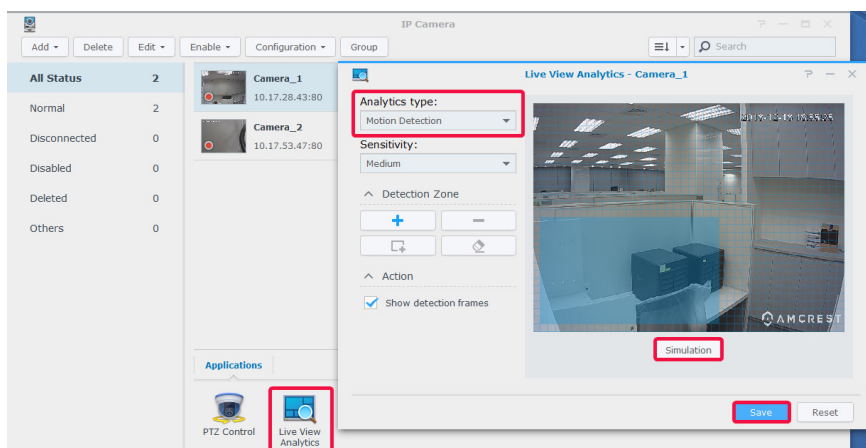 IP Camera
Add
Delete
Edit
Enable
Configuration
Group
Search
All Status 2
Normal 2
Disconnected 0
Disabled 0
Deleted 0
Others 0
Camera_1
10.17.28.43:80
Camera_2
10.17.53.47:80
Applications
PTZ Control
Live View
Analytics
Live View Analytics - Camera_1
Analytics type:
Motion Detection
Sensitivity:
Medium
Detection Zone
Action
Show detection frames
AMCREST
Simulation
Save
Reset